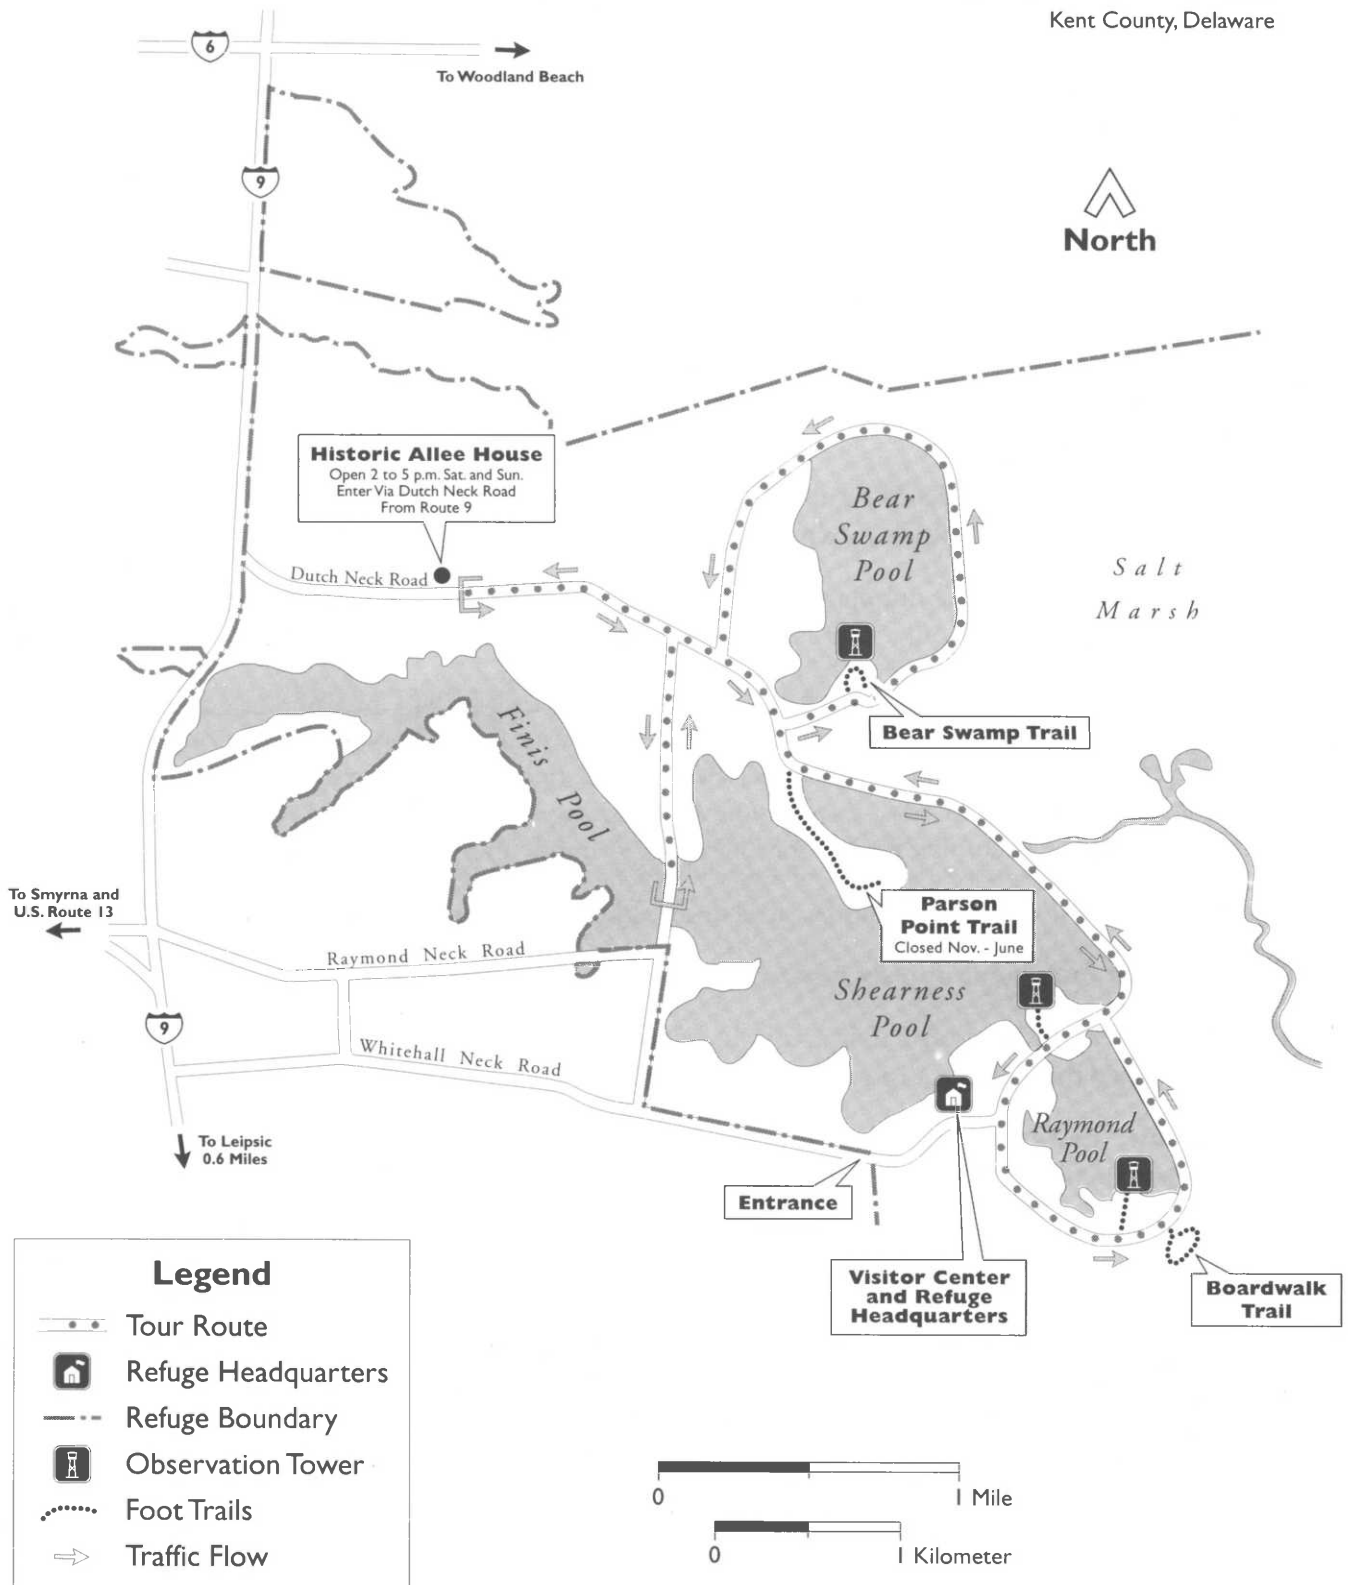 Kent County, Delaware
6
To Woodland Beach
9
North
Historic Allee House
Open 2 to 5 p.m. Sat. and Sun.
Enter Via Dutch Neck Road
From Route 9
Bear
Swamp
Pool
Salt
Marsh
Dutch Neck Road
Finis
Pool
Bear Swamp Trail
To Smyrna and
U.S. Route 13
Parson
Point Trail
Closed Nov. - June
Raymond Neck Road
Shearness
Pool
9
Whitehall Neck Road
To Leipsic
0.6 Miles
Raymond
Pool
Entrance
Visitor Center
and Refuge
Headquarters
Boardwalk
Trail
Legend
Tour Route
Refuge Headquarters
Refuge Boundary
Observation Tower
Foot Trails
Traffic Flow
0 1 Mile
0 1 Kilometer